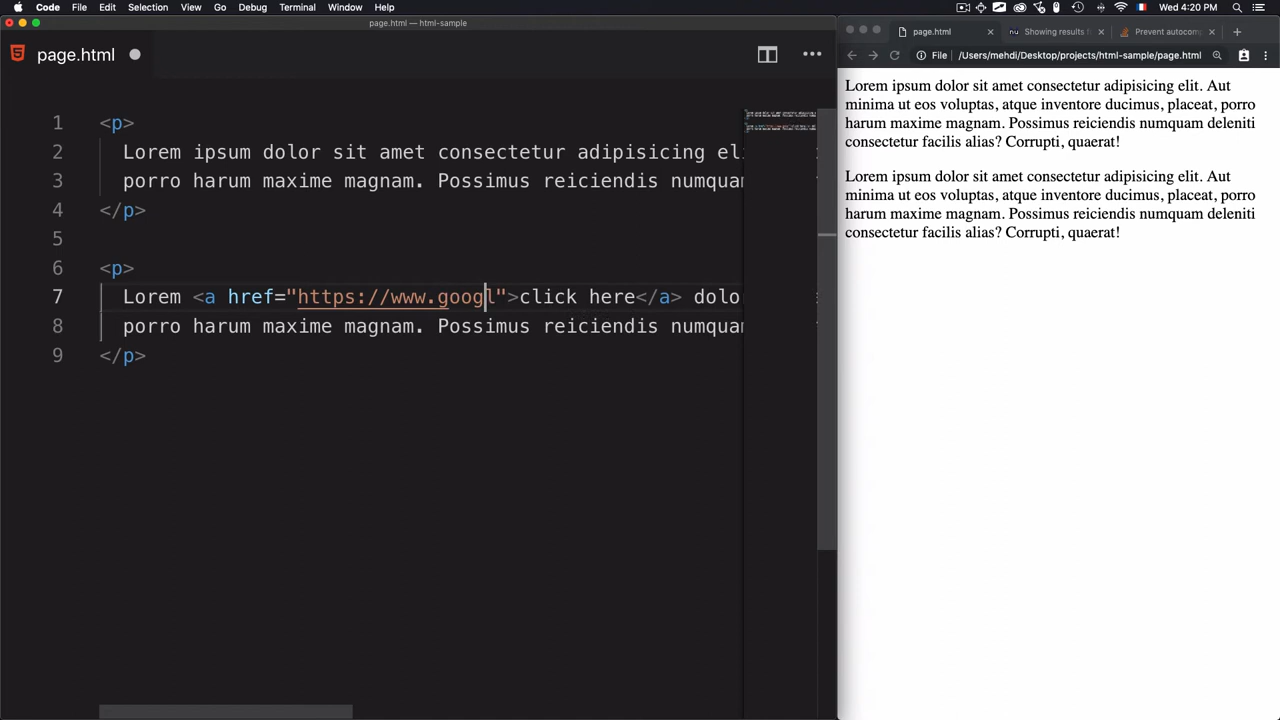 Code File Edit Selection View Go Debug Terminal Window Help Wed 4:20 PM
page.html — html-sample
page.html
1 <p>
2 Lorem ipsum dolor sit amet consectetur adipisicing eli
3 porro harum maxime magnam. Possimus reiciendis numquam
4 </p>
5
6 <p>
7 Lorem <a href="https://www.googl">click here</a> dolor
8 porro harum maxime magnam. Possimus reiciendis numquam
9 </p>
page.html Showing results f Prevent autocomp
File /Users/mehdi/Desktop/projects/html-sample/page.html
Lorem ipsum dolor sit amet consectetur adipisicing elit. Aut
minima ut eos voluptas, atque inventore ducimus, placeat, porro
harum maxime magnam. Possimus reiciendis numquam deleniti
consectetur facilis alias? Corrupti, quaerat!
Lorem ipsum dolor sit amet consectetur adipisicing elit. Aut
minima ut eos voluptas, atque inventore ducimus, placeat, porro
harum maxime magnam. Possimus reiciendis numquam deleniti
consectetur facilis alias? Corrupti, quaerat!